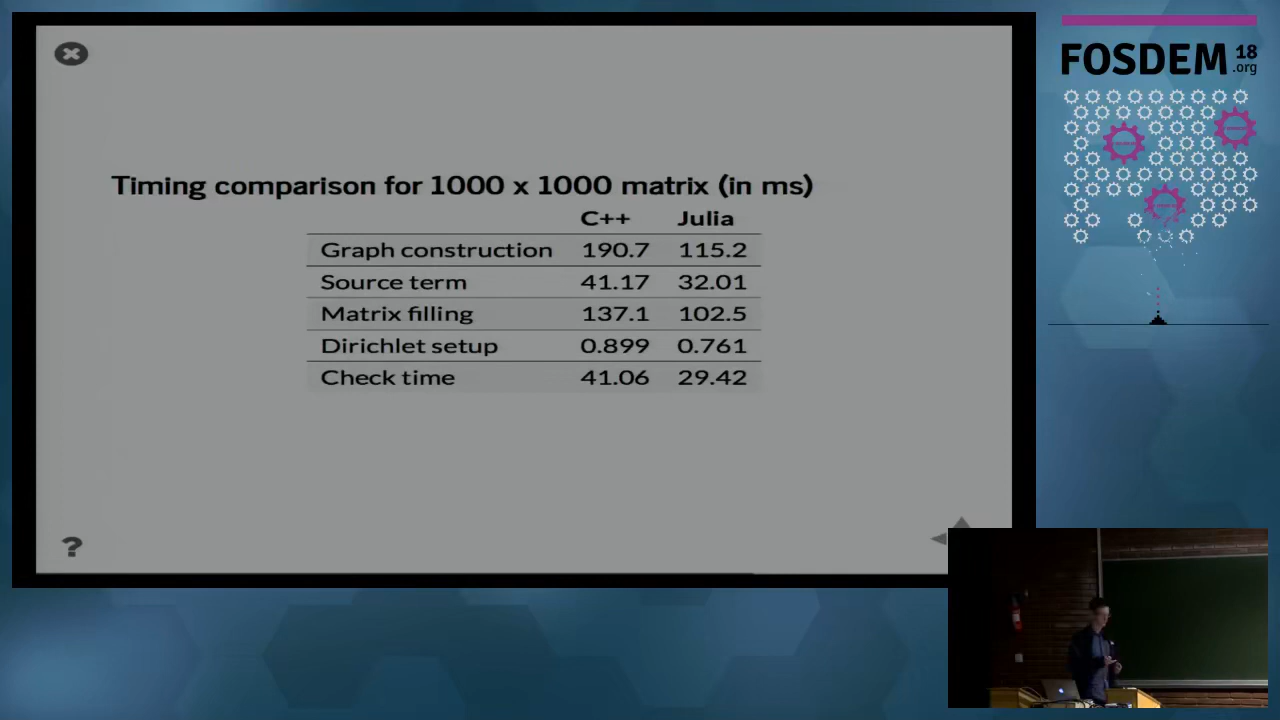 Timing comparison for 1000 x 1000 matrix (in ms)
C++ Julia
Graph construction 190.7 115.2
Source term 41.17 32.01
Matrix filling 137.1 102.5
Dirichlet setup 0.899 0.761
Check time 41.06 29.42
?
FOSDEM 18
.org